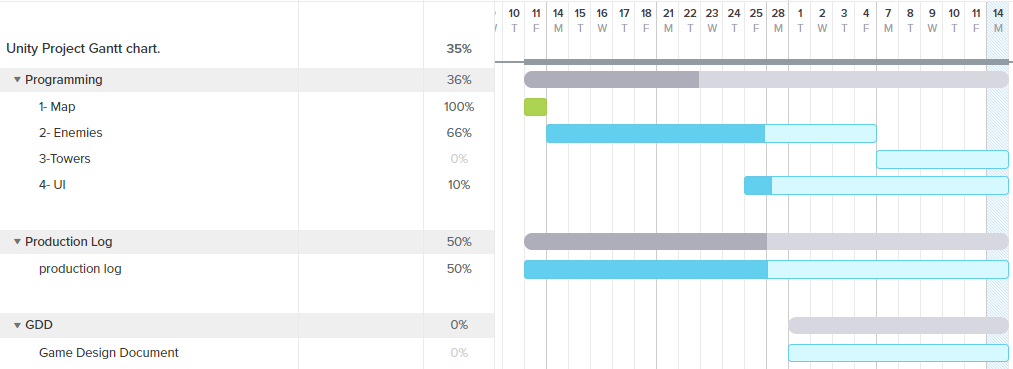 10 11 14 15 16 17 18 21 22 23 24 25 28 1 2 3 4 7 8 9 10 11 14
T F M T W T F M T W T F M T W T F M T W T F M
Unity Project Gantt chart. 35%
Programming 36%
1- Map 100%
2- Enemies 66%
3-Towers 0%
4- UI 10%
Production Log 50%
production log 50%
GDD 0%
Game Design Document 0%